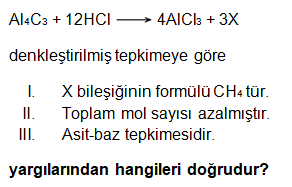 Al₄C₃ + 12HCl ⟶ 4AlCl₃ + 3X
denkleştirilmiş tepkimeye göre
I. X bileşiğinin formülü CH₄ tür.
II. Toplam mol sayısı azalmıştır.
III. Asit-baz tepkimesidir.
yargılarından hangileri doğrudur?